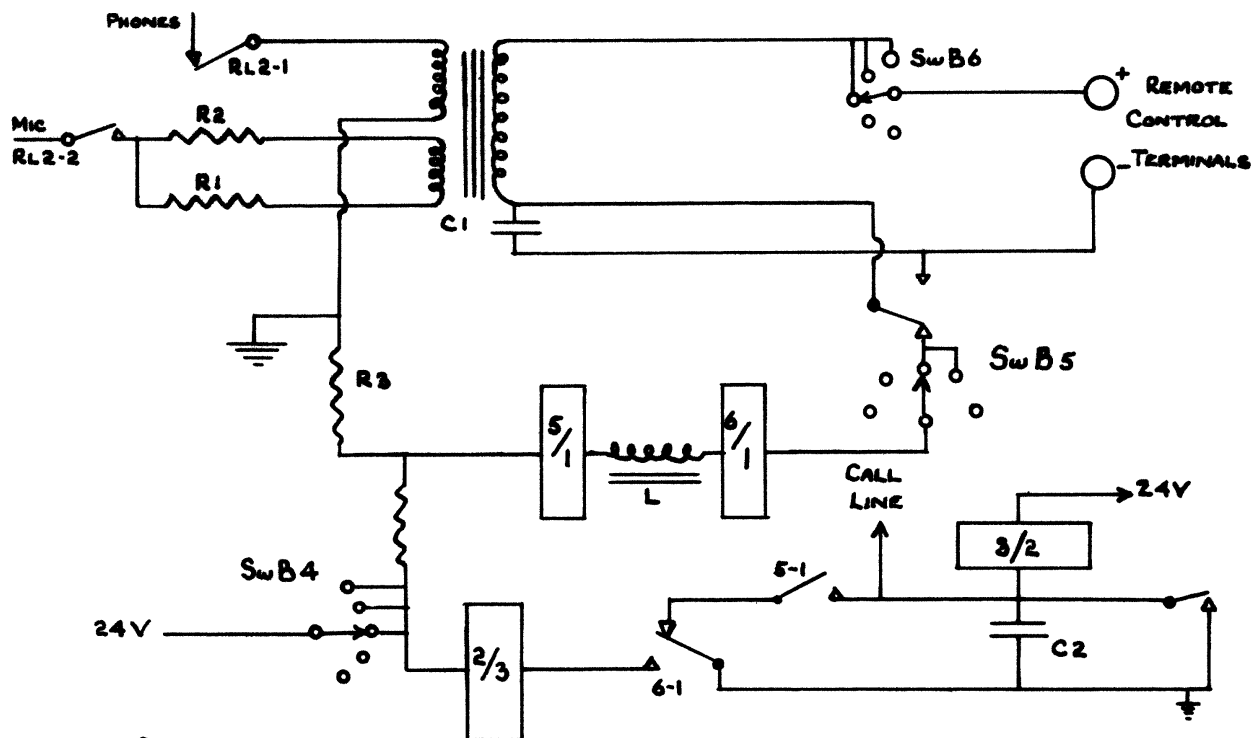 PHONES
RL2-1
SwB6
+
REMOTE
CONTROL
- TERMINALS
MIC
RL2-2
R2
R1
C1
R3
SwB5
5/1
L
6/1
CALL
LINE
24V
3/2
5-1
SwB4
24V
2/3
6-1
C2